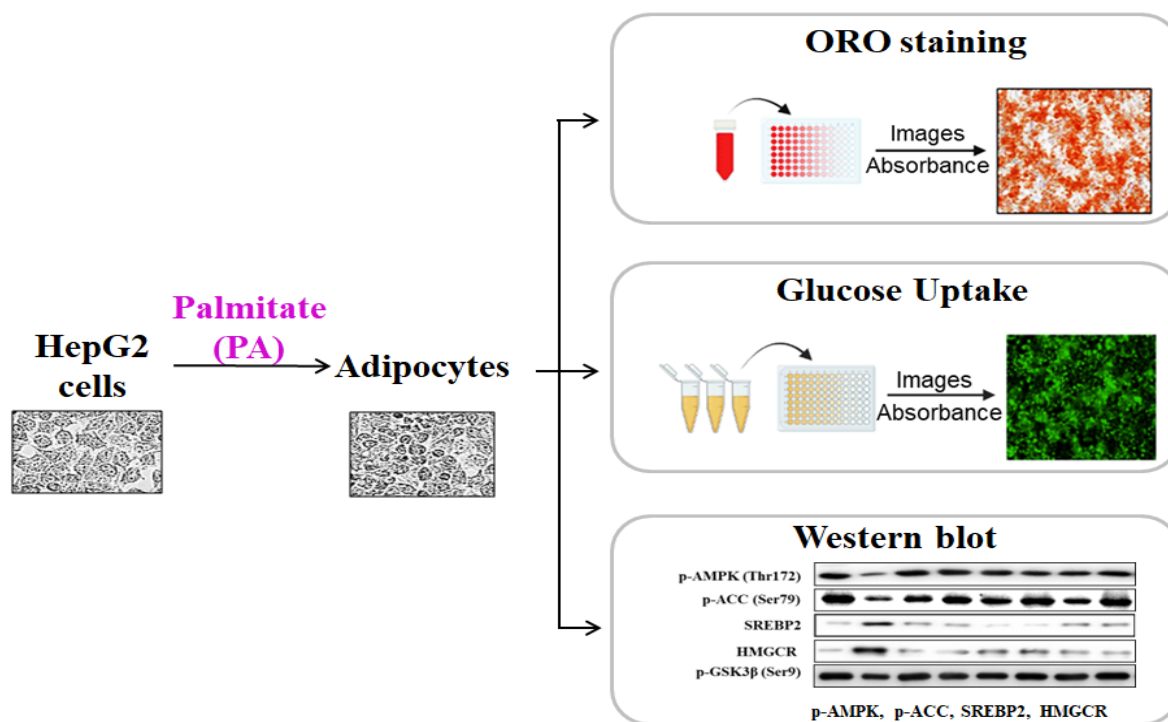 HepG2
cells
Palmitate
(PA)
Adipocytes
ORO staining
Images
Absorbance
Glucose Uptake
Images
Absorbance
Western blot
p-AMPK (Thr172)
p-ACC (Ser79)
SREBP2
HMGCR
p-GSK3β (Ser9)
p-AMPK, p-ACC, SREBP2, HMGCR